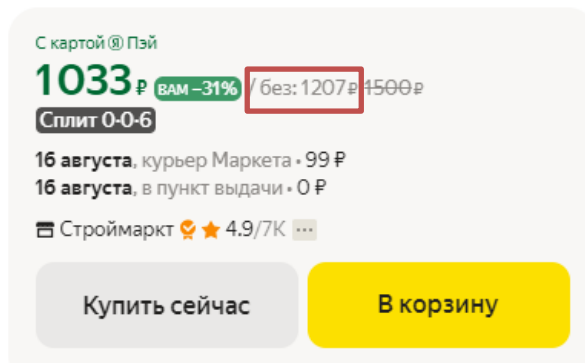 С картой Я Пэй
1033 ₽ ВАМ –31% / без: 1207 ₽ 1500 ₽
Сплит 0-0-6
16 августа, курьер Маркета • 99 ₽
16 августа, в пункт выдачи • 0 ₽
Строймаркт 4.9/7К ···
Купить сейчас
В корзину